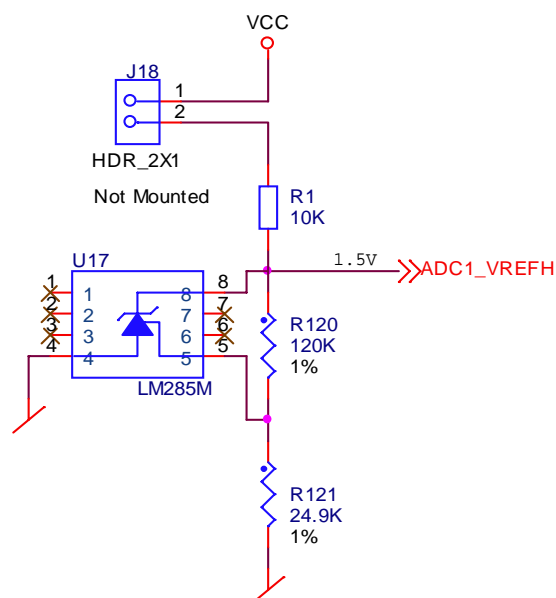 VCC
J18
1
2
HDR_2X1
Not Mounted
R1
10K
U17
1.5V
ADC1_VREFH
1 1 8 8
2 2 7 7
3 3 6 6
4 4 5 5
LM285M
R120
120K
1%
R121
24.9K
1%